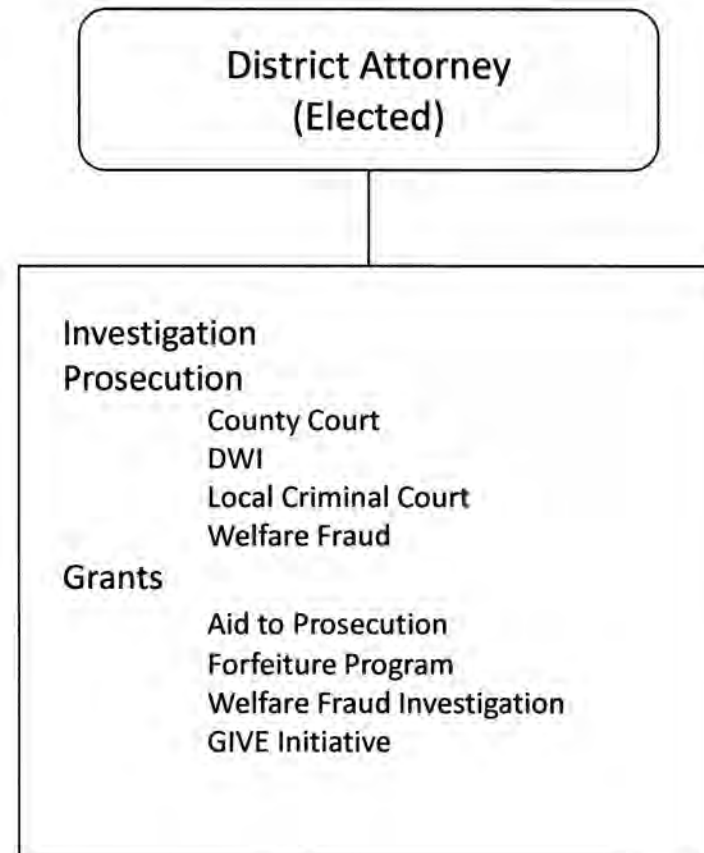 District Attorney
(Elected)
Investigation
Prosecution
County Court
DWI
Local Criminal Court
Welfare Fraud
Grants
Aid to Prosecution
Forfeiture Program
Welfare Fraud Investigation
GIVE Initiative